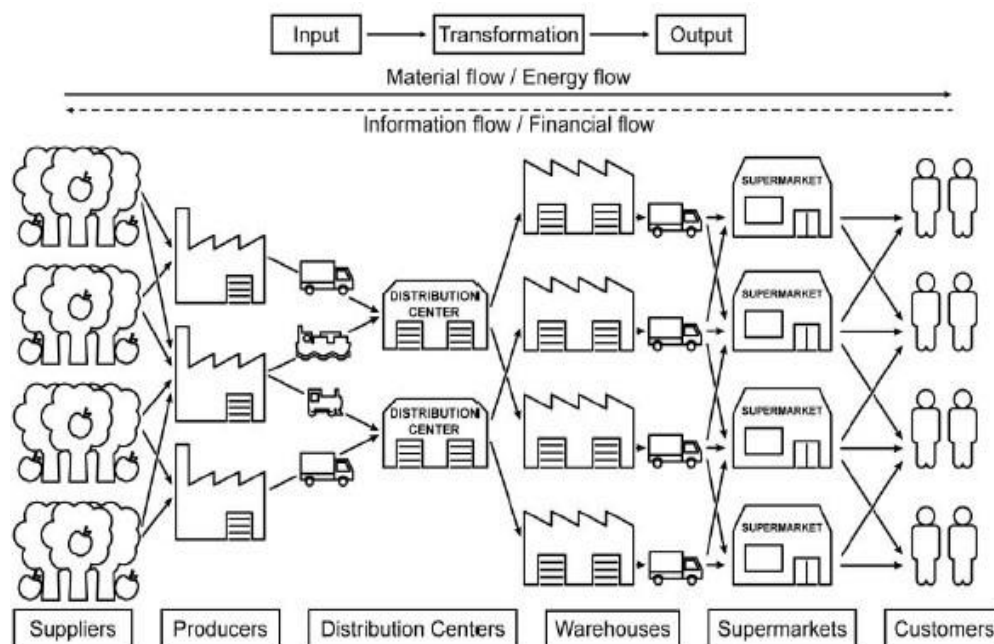 Input
Transformation
Output
Material flow / Energy flow
Information flow / Financial flow
SUPERMARKET
DISTRIBUTION
CENTER
SUPERMARKET
DISTRIBUTION
CENTER
SUPERMARKET
SUPERMARKET
Suppliers
Producers
Distribution Centers
Warehouses
Supermarkets
Customers